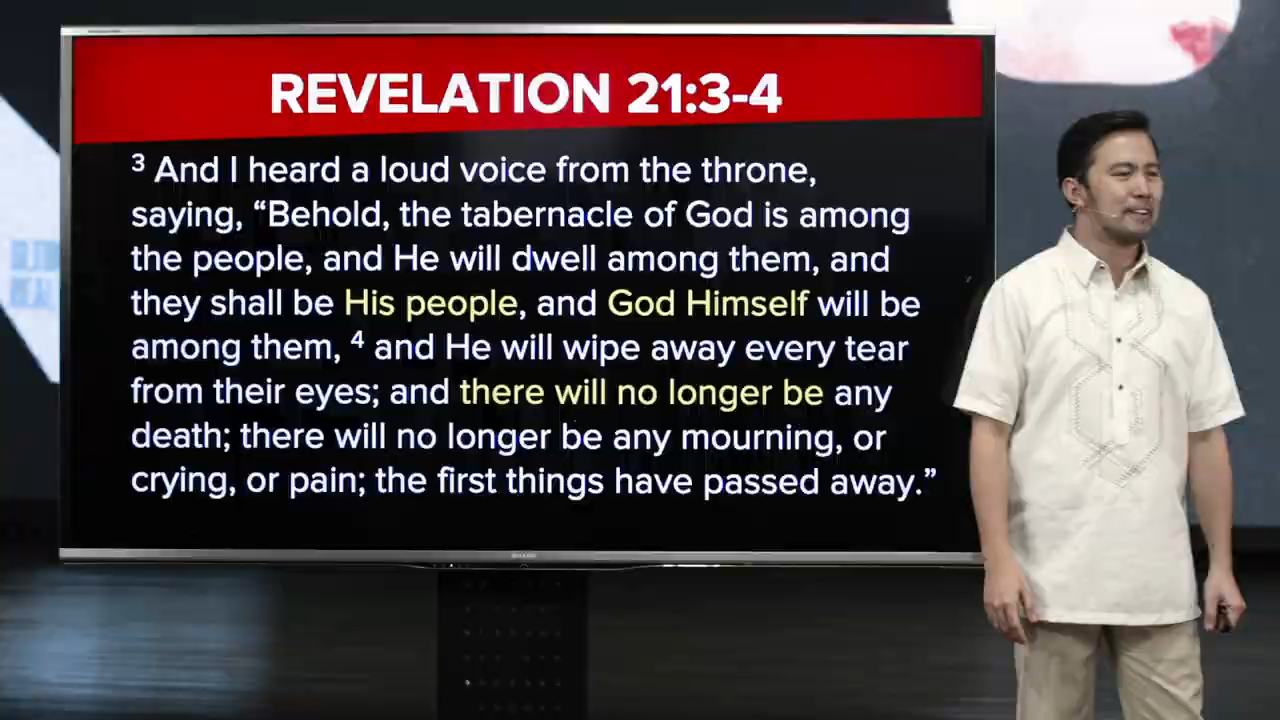 REVELATION 21:3-4
³ And I heard a loud voice from the throne,
saying, “Behold, the tabernacle of God is among
the people, and He will dwell among them, and
they shall be His people, and God Himself will be
among them, ⁴ and He will wipe away every tear
from their eyes; and there will no longer be any
death; there will no longer be any mourning, or
crying, or pain; the first things have passed away.”